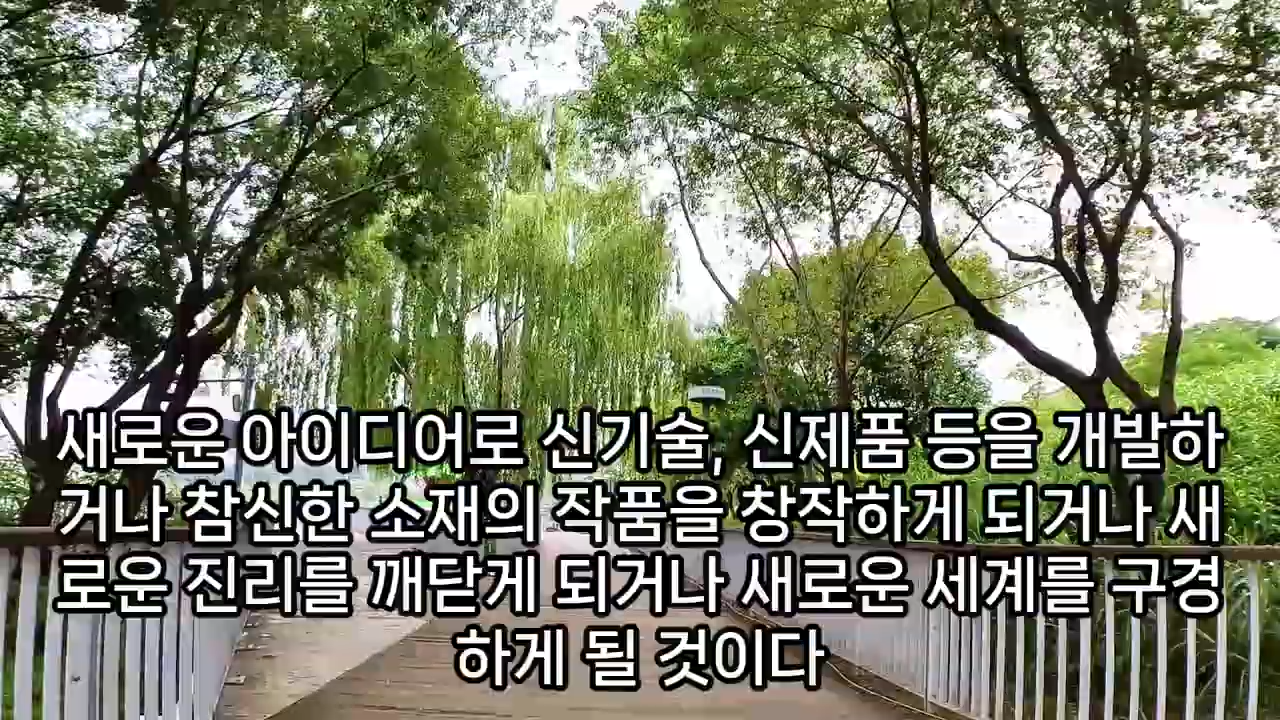 새로운 아이디어로 신기술, 신제품 등을 개발하
거나 참신한 소재의 작품을 창작하게 되거나 새
로운 진리를 깨닫게 되거나 새로운 세계를 구경
하게 될 것이다